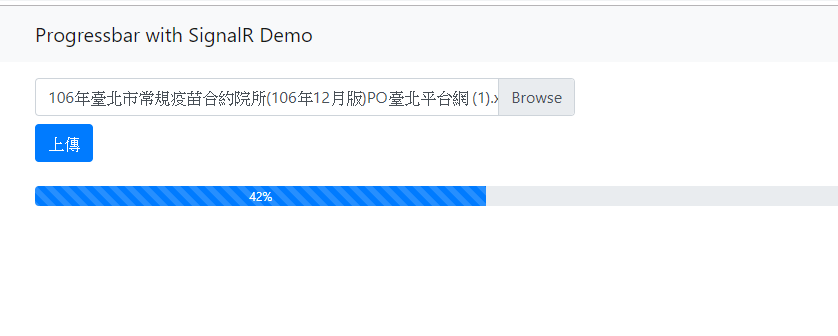 Progressbar with SignalR Demo
106年臺北市常規疫苗合約院所(106年12月版)PO臺北平台網 (1).x
Browse
上傳
42%